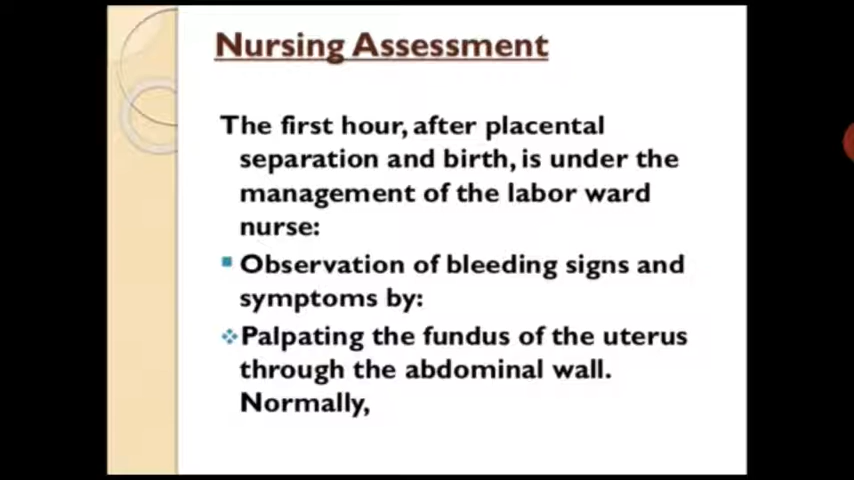 Nursing Assessment
The first hour, after placental
separation and birth, is under the
management of the labor ward
nurse:
Observation of bleeding signs and
symptoms by:
Palpating the fundus of the uterus
through the abdominal wall.
Normally,